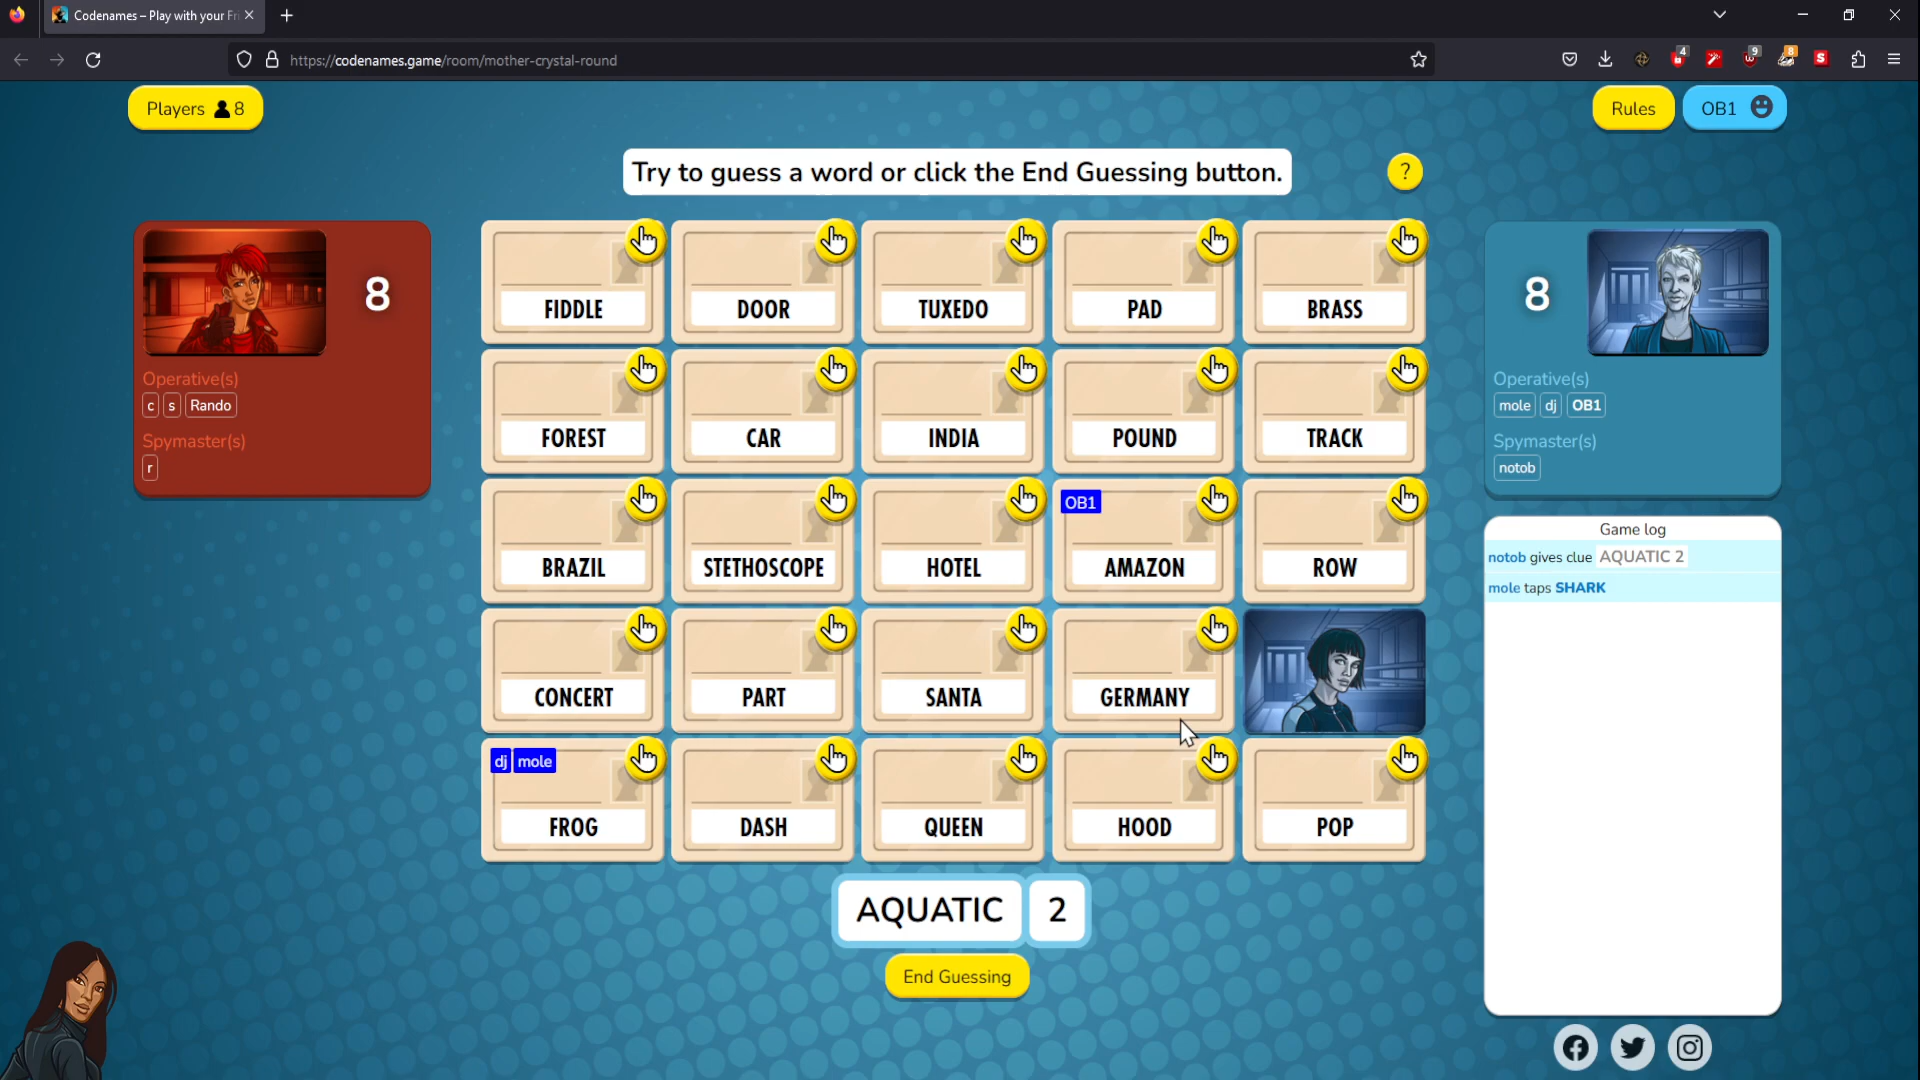 Codenames – Play with your Fr
https://codenames.game/room/mother-crystal-round
4
9
8
Players 8
Rules
OB1
Try to guess a word or click the End Guessing button.
?
8
Operative(s)
c s Rando
Spymaster(s)
r
FIDDLE DOOR TUXEDO PAD BRASS
FOREST CAR INDIA POUND TRACK
OB1
BRAZIL STETHOSCOPE HOTEL AMAZON ROW
CONCERT PART SANTA GERMANY
dj mole
FROG DASH QUEEN HOOD POP
AQUATIC 2
End Guessing
8
Operative(s)
mole dj OB1
Spymaster(s)
notob
Game log
notob gives clue AQUATIC 2
mole taps SHARK